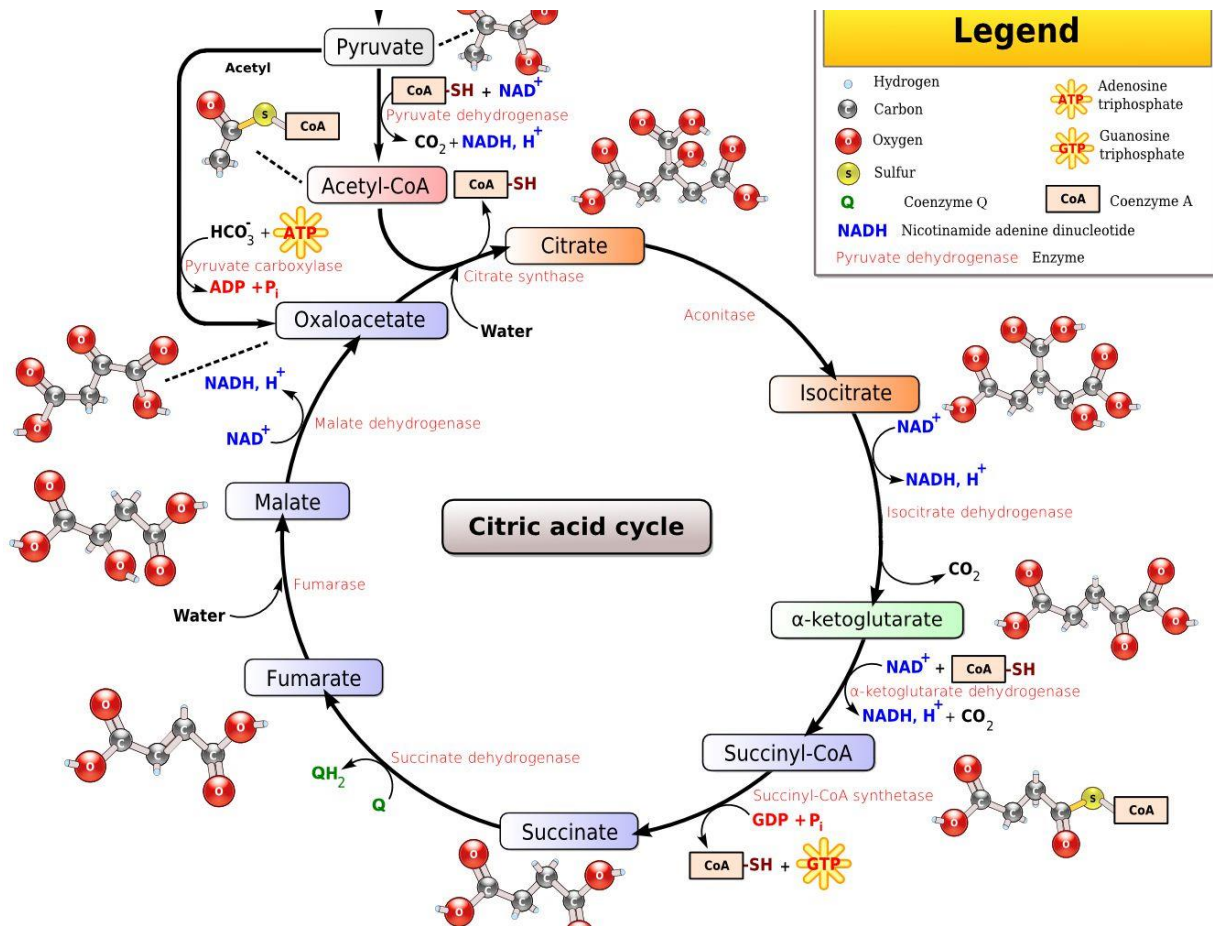 Pyruvate
Acetyl
CoA -SH + NAD+
Pyruvate dehydrogenase
CO2 + NADH, H+
Acetyl-CoA
S CoA
O
C
C
CoA -SH
HCO3- + ATP
Pyruvate carboxylase
ADP + Pi
Citrate
Citrate synthase
Water
Oxaloacetate
Aconitase
Isocitrate
NAD+
NADH, H+
Isocitrate dehydrogenase
CO2
α-ketoglutarate
NAD+ + CoA -SH
α-ketoglutarate dehydrogenase
NADH, H+ + CO2
Succinyl-CoA
S CoA
Succinyl-CoA synthetase
GDP + Pi
CoA -SH + GTP
Succinate
Succinate dehydrogenase
QH2
Q
Fumarate
Fumarase
Water
Malate
Malate dehydrogenase
NADH, H+
NAD+
Citric acid cycle
Legend
Hydrogen
C Carbon
O Oxygen
S Sulfur
Q Coenzyme Q
NADH Nicotinamide adenine dinucleotide
Pyruvate dehydrogenase Enzyme
ATP Adenosine
triphosphate
GTP Guanosine
triphosphate
CoA Coenzyme A